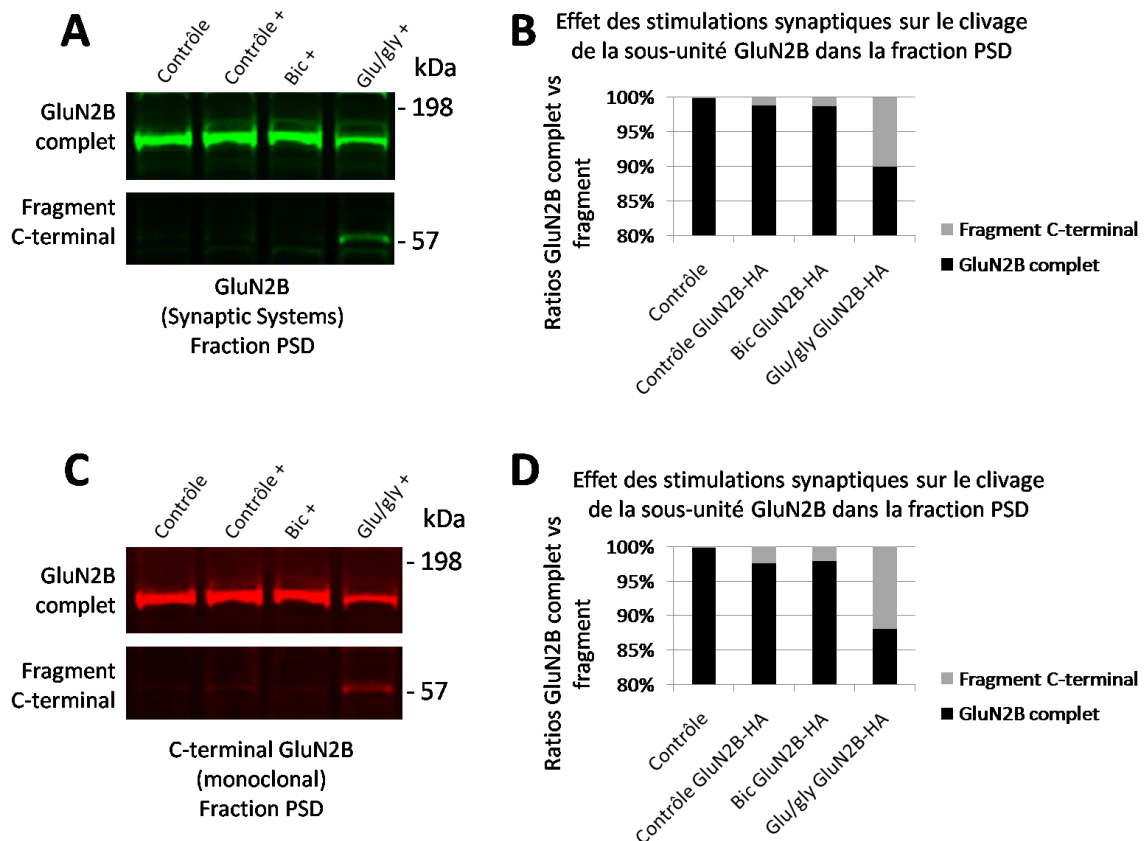 A
Contrôle
Contrôle +
Bic +
Glu/gly +
kDa
GluN2B
complet
- 198
Fragment
C-terminal
- 57
GluN2B
(Synaptic Systems)
Fraction PSD
B
Effet des stimulations synaptiques sur le clivage
de la sous-unité GluN2B dans la fraction PSD
Ratios GluN2B complet vs
fragment
100%
95%
90%
85%
80%
Contrôle
Contrôle GluN2B-HA
Bic GluN2B-HA
Glu/gly GluN2B-HA
Fragment C-terminal
GluN2B complet
C
Contrôle
Contrôle +
Bic +
Glu/gly +
kDa
GluN2B
complet
- 198
Fragment
C-terminal
- 57
C-terminal GluN2B
(monoclonal)
Fraction PSD
D
Effet des stimulations synaptiques sur le clivage
de la sous-unité GluN2B dans la fraction PSD
Ratios GluN2B complet vs
fragment
100%
95%
90%
85%
80%
Contrôle
Contrôle GluN2B-HA
Bic GluN2B-HA
Glu/gly GluN2B-HA
Fragment C-terminal
GluN2B complet